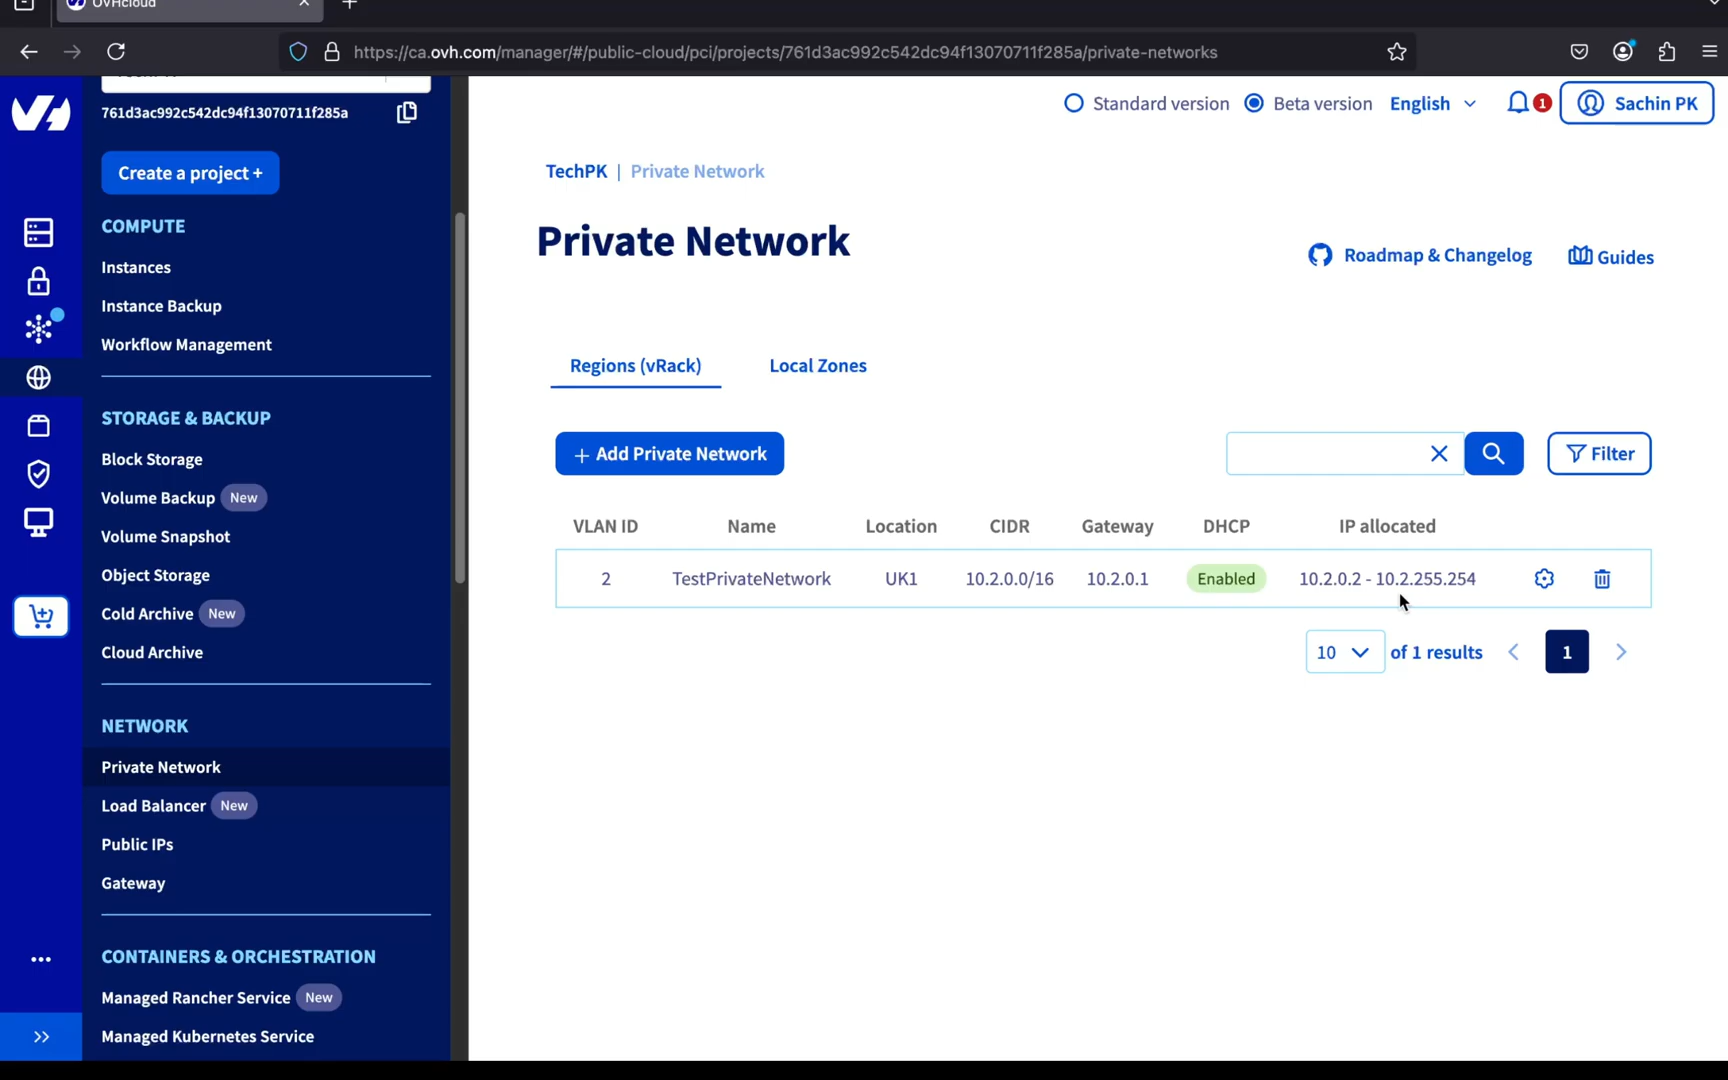 OVHcloud
https://ca.ovh.com/manager/#/public-cloud/pci/projects/761d3ac992c542dc94f13070711f285a/private-networks
761d3ac992c542dc94f13070711f285a
Create a project +
COMPUTE
Instances
Instance Backup
Workflow Management
STORAGE & BACKUP
Block Storage
Volume Backup New
Volume Snapshot
Object Storage
Cold Archive New
Cloud Archive
NETWORK
Private Network
Load Balancer New
Public IPs
Gateway
CONTAINERS & ORCHESTRATION
Managed Rancher Service New
Managed Kubernetes Service
Standard version Beta version English 1 Sachin PK
TechPK | Private Network
Private Network
Roadmap & Changelog Guides
Regions (vRack) Local Zones
+ Add Private Network Filter
VLAN ID Name Location CIDR Gateway DHCP IP allocated
2 TestPrivateNetwork UK1 10.2.0.0/16 10.2.0.1 Enabled 10.2.0.2 - 10.2.255.254
10 of 1 results 1